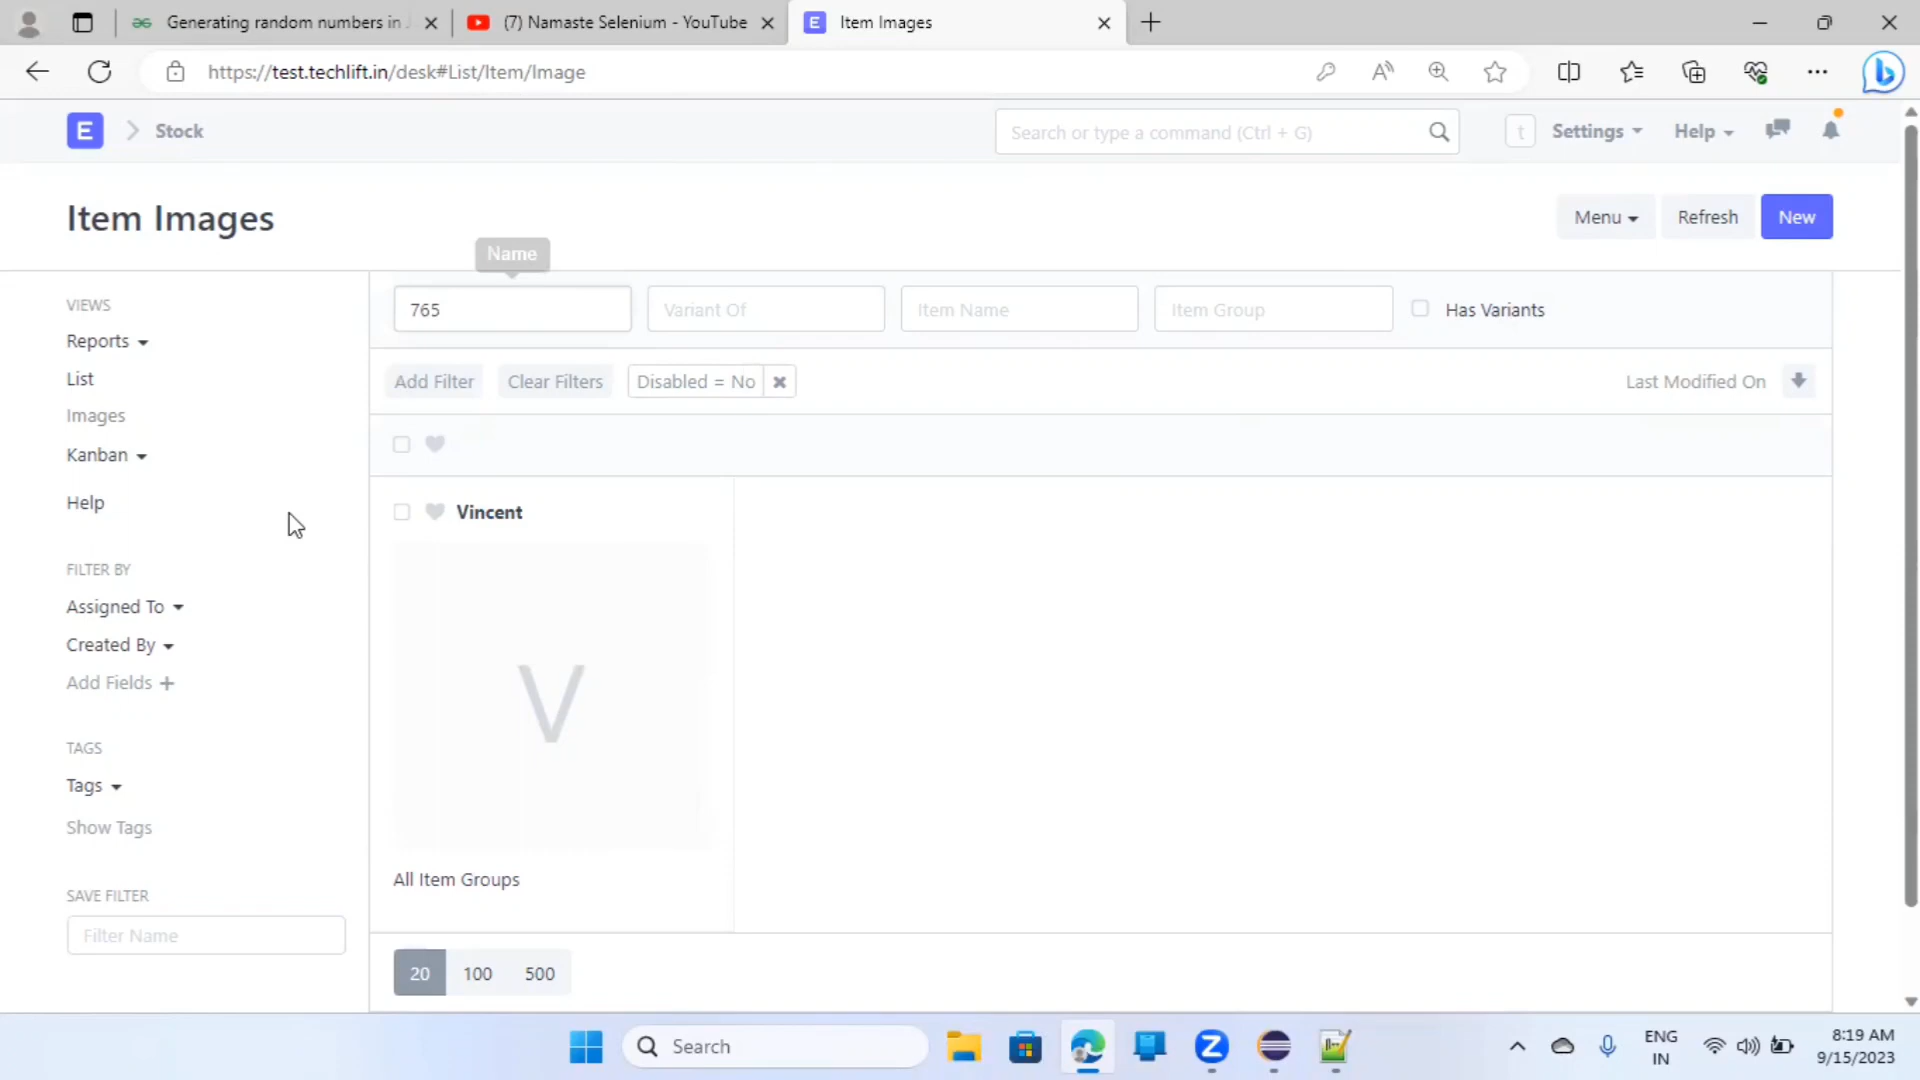 Generating random numbers in J
(7) Namaste Selenium - YouTube
E Item Images
https://test.techlift.in/desk#List/Item/Image
E Stock
Search or type a command (Ctrl + G)
t Settings Help
Item Images
Menu Refresh New
Name
VIEWS
Reports
List
Images
Kanban
Help
FILTER BY
Assigned To
Created By
Add Fields +
TAGS
Tags
Show Tags
SAVE FILTER
Filter Name
765 Variant Of Item Name Item Group Has Variants
Add Filter Clear Filters Disabled = No Last Modified On
Vincent
V
All Item Groups
20 100 500
Search
ENG
IN
8:19 AM
9/15/2023